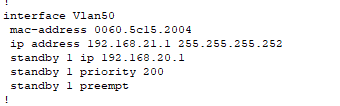 !
interface Vlan50
mac-address 0060.5c15.2004
ip address 192.168.21.1 255.255.255.252
standby 1 ip 192.168.20.1
standby 1 priority 200
standby 1 preempt
!